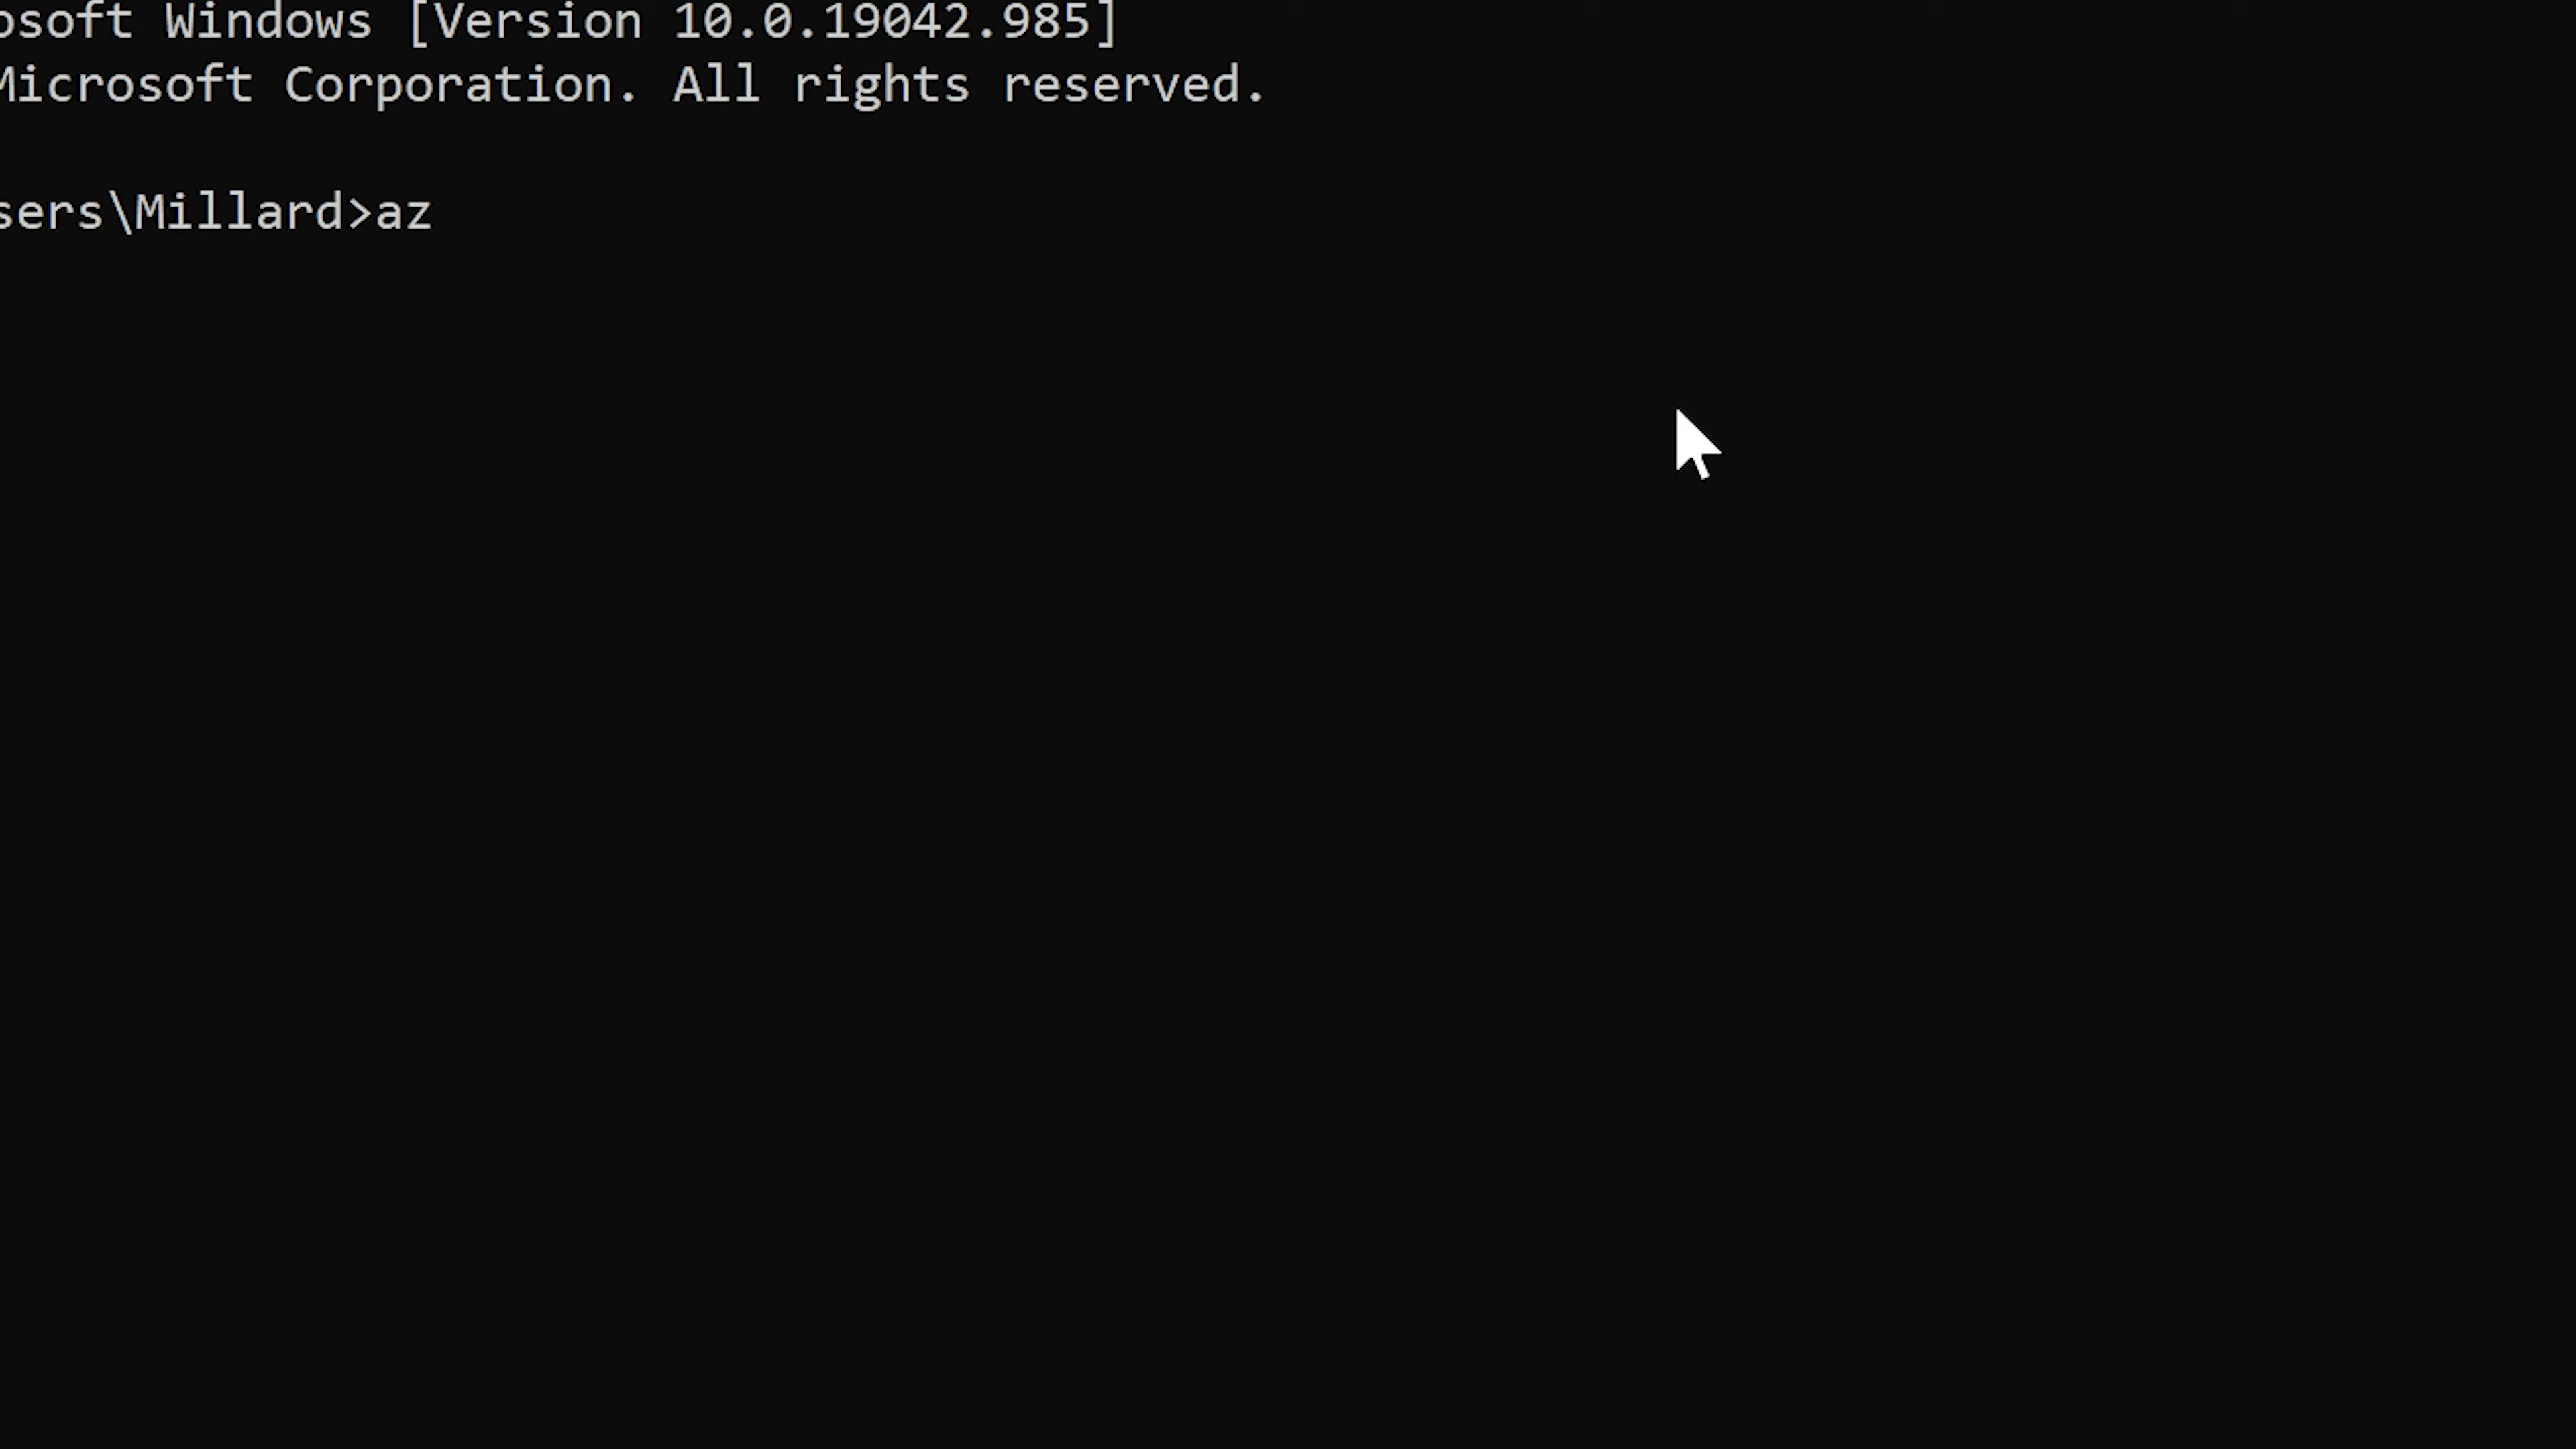 osoft Windows [Version 10.0.19042.985]
Microsoft Corporation. All rights reserved.
sers\Millard>az